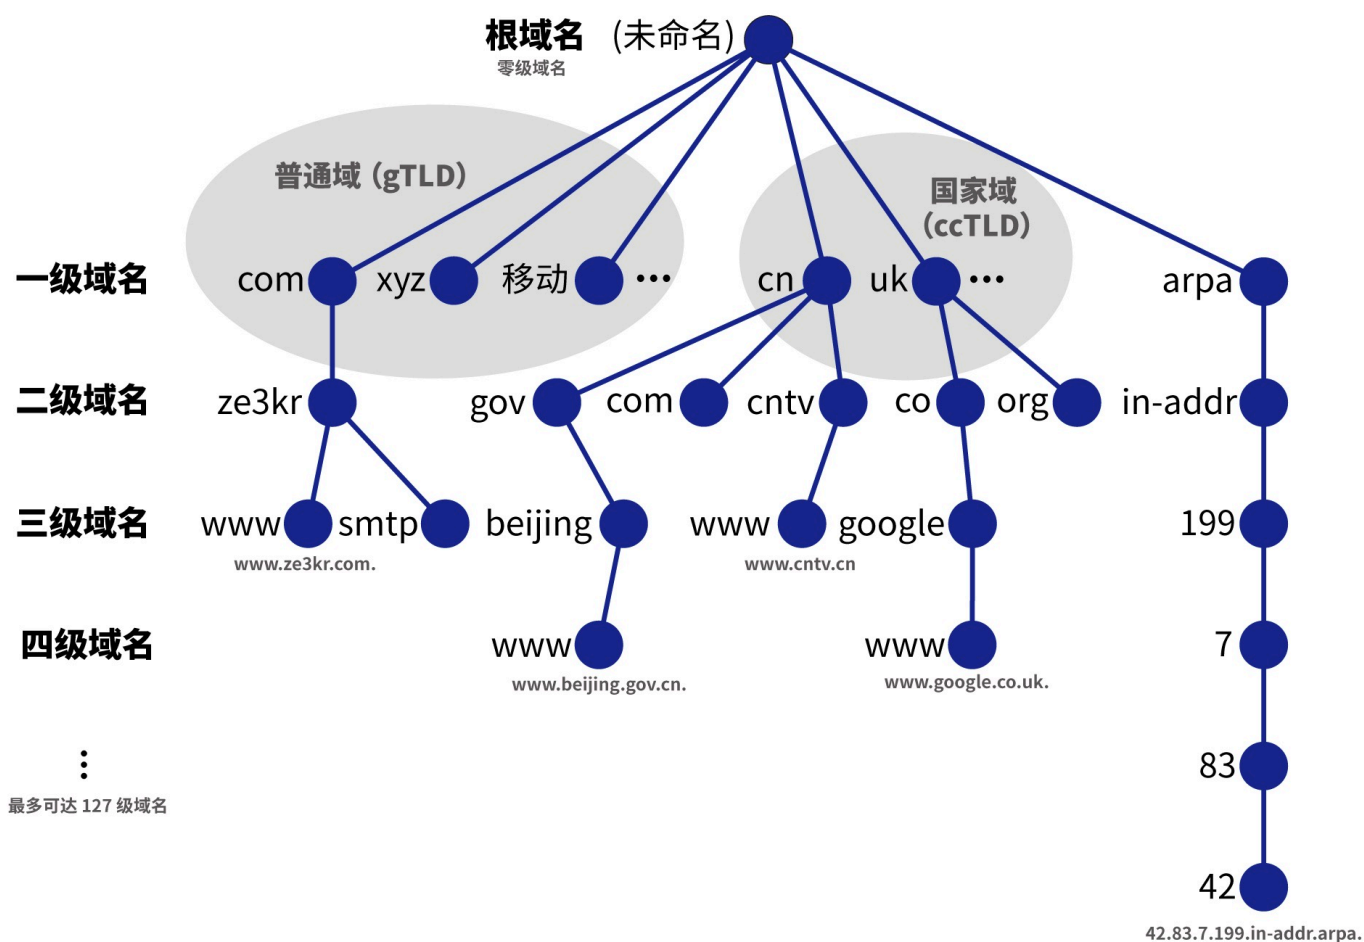 根域名 (未命名)
零级域名
普通域 (gTLD)
国家域
(ccTLD)
一级域名 com xyz 移动 ... cn uk ... arpa
二级域名 ze3kr gov com cntv co org in-addr
三级域名 www smtp beijing www google 199
www.ze3kr.com. www.cntv.cn
四级域名 www www 7
www.beijing.gov.cn. www.google.co.uk.
⋮ 83
最多可达 127 级域名
42
42.83.7.199.in-addr.arpa.